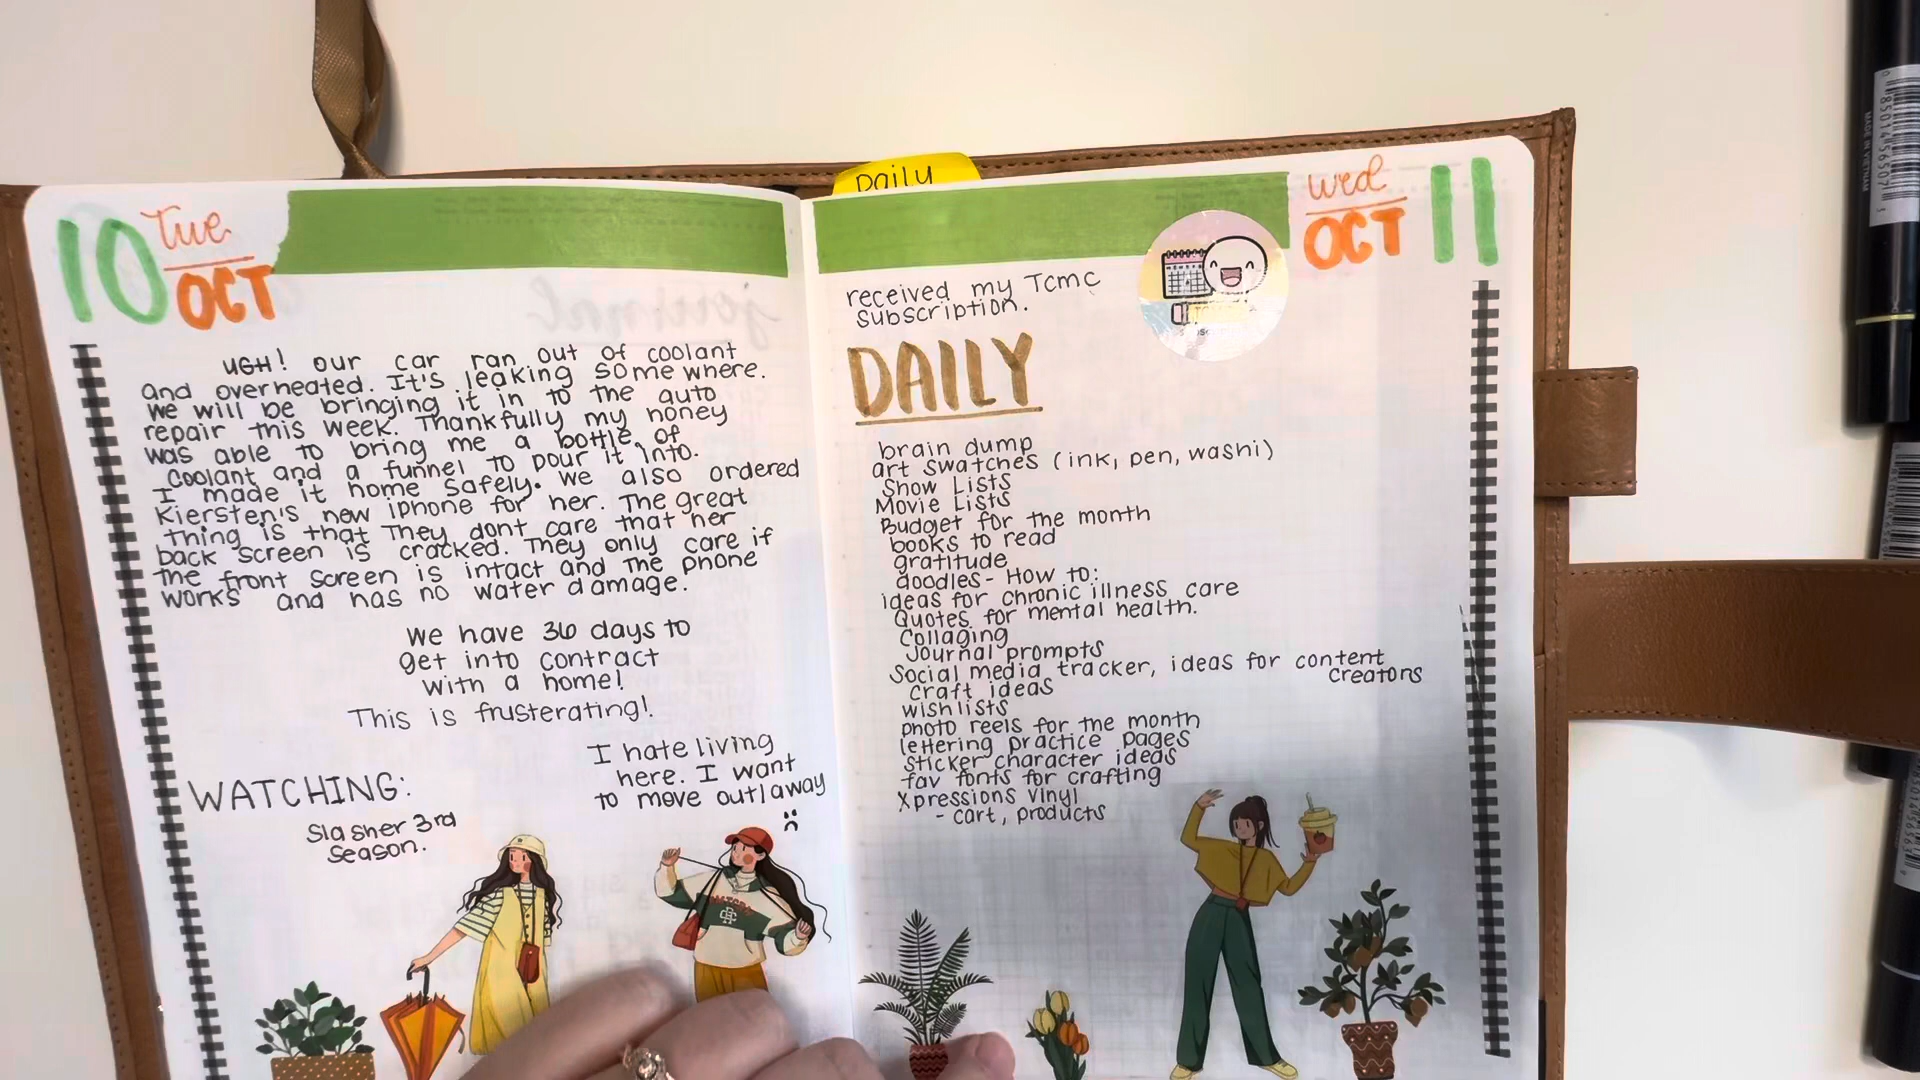 Daily
10 Tue
OCT
UGH! our car ran out of coolant
and overheated. It's leaking somewhere.
we will be bringing it in to the auto
repair this week. Thankfully my honey
was able to bring me a bottle of
coolant and a funnel to pour it into.
I made it home safely. we also ordered
Kiersten's new iphone for her. The great
thing is that They dont care that her
back screen is cracked. They only care if
the front screen is intact and the phone
works and has no water damage.
we have 36 days to
get into contract
with a home!
This is frusterating!
I hate living
here. I want
to move out/away
WATCHING:
Slasher 3rd
Season.
wed 11
OCT
received my Tcmc
Subscription.
DAILY
brain dump
art swatches (ink, pen, washi)
Show Lists
Movie Lists
Budget for the month
books to read
gratitude
doodles - How to:
ideas for chronic illness care
Quotes for mental health.
Collaging
Journal prompts
Social media tracker, ideas for content
creators
craft ideas
wishlists
photo reels for the month
lettering practice pages
sticker character ideas
fav fonts for crafting
Xpressions vinyl
- cart, products
MADE IN VIETNAM